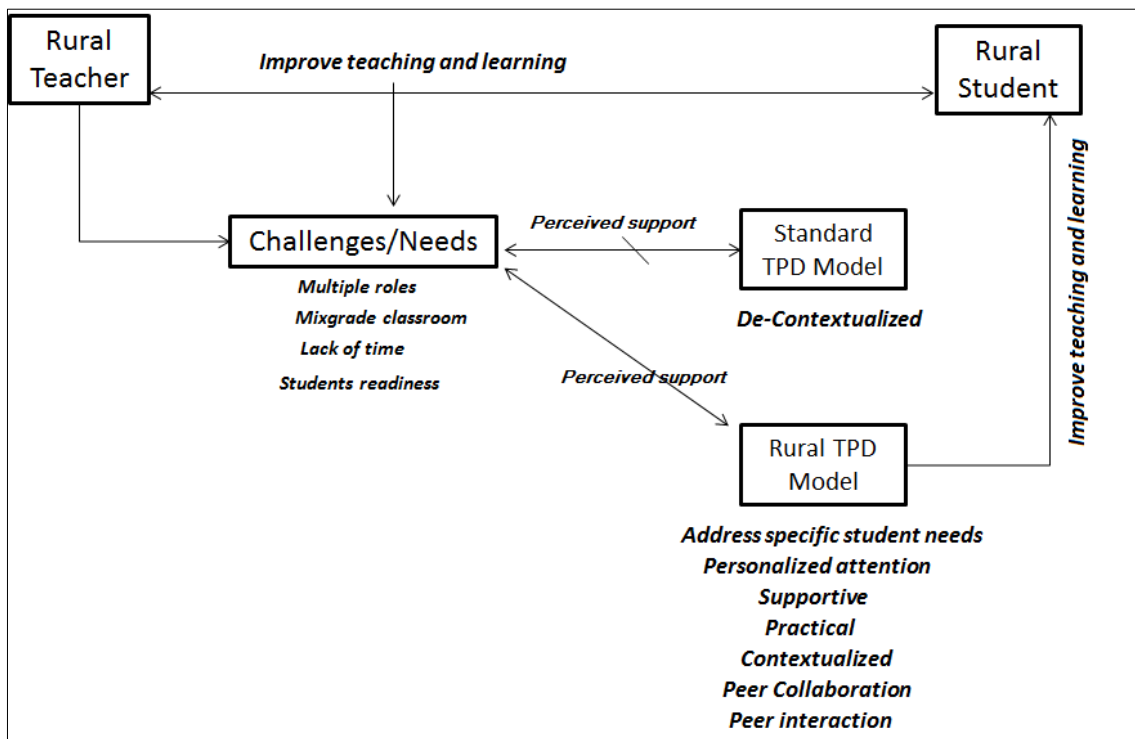 Rural
Teacher
Improve teaching and learning
Rural
Student
Improve teaching and learning
Challenges/Needs
Multiple roles
Mixgrade classroom
Lack of time
Students readiness
Perceived support
Standard
TPD Model
De-Contextualized
Perceived support
Rural TPD
Model
Address specific student needs
Personalized attention
Supportive
Practical
Contextualized
Peer Collaboration
Peer interaction